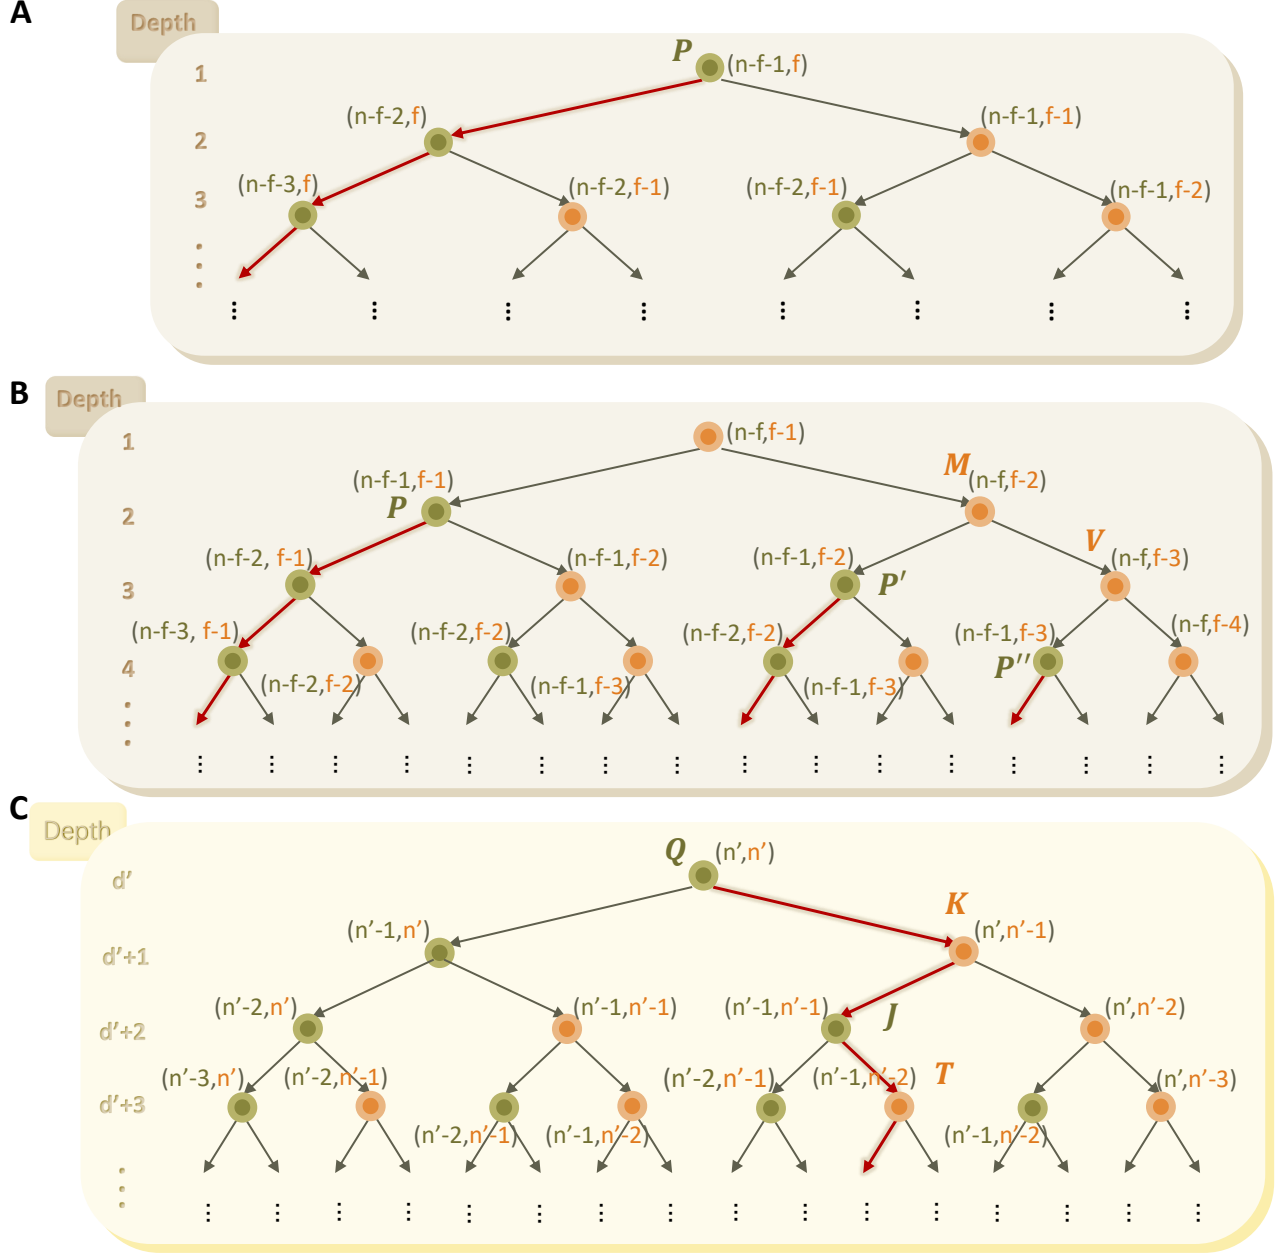 A
Depth
P (n-f-1,f)
1
(n-f-2,f) (n-f-1,f-1)
2
(n-f-3,f) (n-f-2,f-1) (n-f-2,f-1) (n-f-1,f-2)
3
B
Depth
(n-f,f-1)
1
M
(n-f-1,f-1) (n-f,f-2)
P
2
V
(n-f-2, f-1) (n-f-1,f-2) (n-f-1,f-2) (n-f,f-3)
3 P′
(n-f-3, f-1) (n-f-2,f-2) (n-f-2,f-2) (n-f-1,f-3) (n-f,f-4)
4 P′′
(n-f-2,f-2) (n-f-1,f-3) (n-f-1,f-3)
C
Depth
Q (n’,n’)
d’
K
(n’-1,n’) (n’,n’-1)
d’+1
(n’-2,n’) (n’-1,n’-1) (n’-1,n’-1) J (n’,n’-2)
d’+2
(n’-3,n’) (n’-2,n’-1) (n’-2,n’-1) (n’-1,n’-2) T (n’,n’-3)
d’+3
(n’-2,n’-1) (n’-1,n’-2) (n’-1,n’-2)